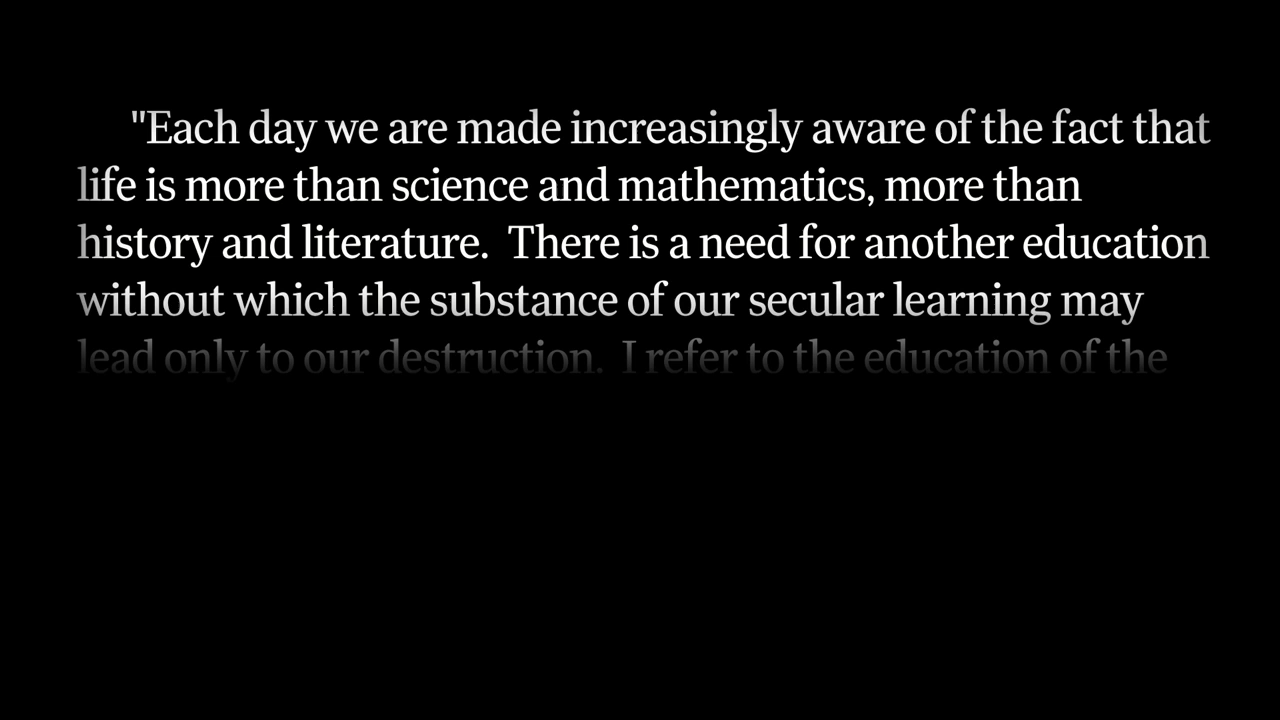 "Each day we are made increasingly aware of the fact that
life is more than science and mathematics, more than
history and literature.  There is a need for another education
without which the substance of our secular learning may
lead only to our destruction.  I refer to the education of the